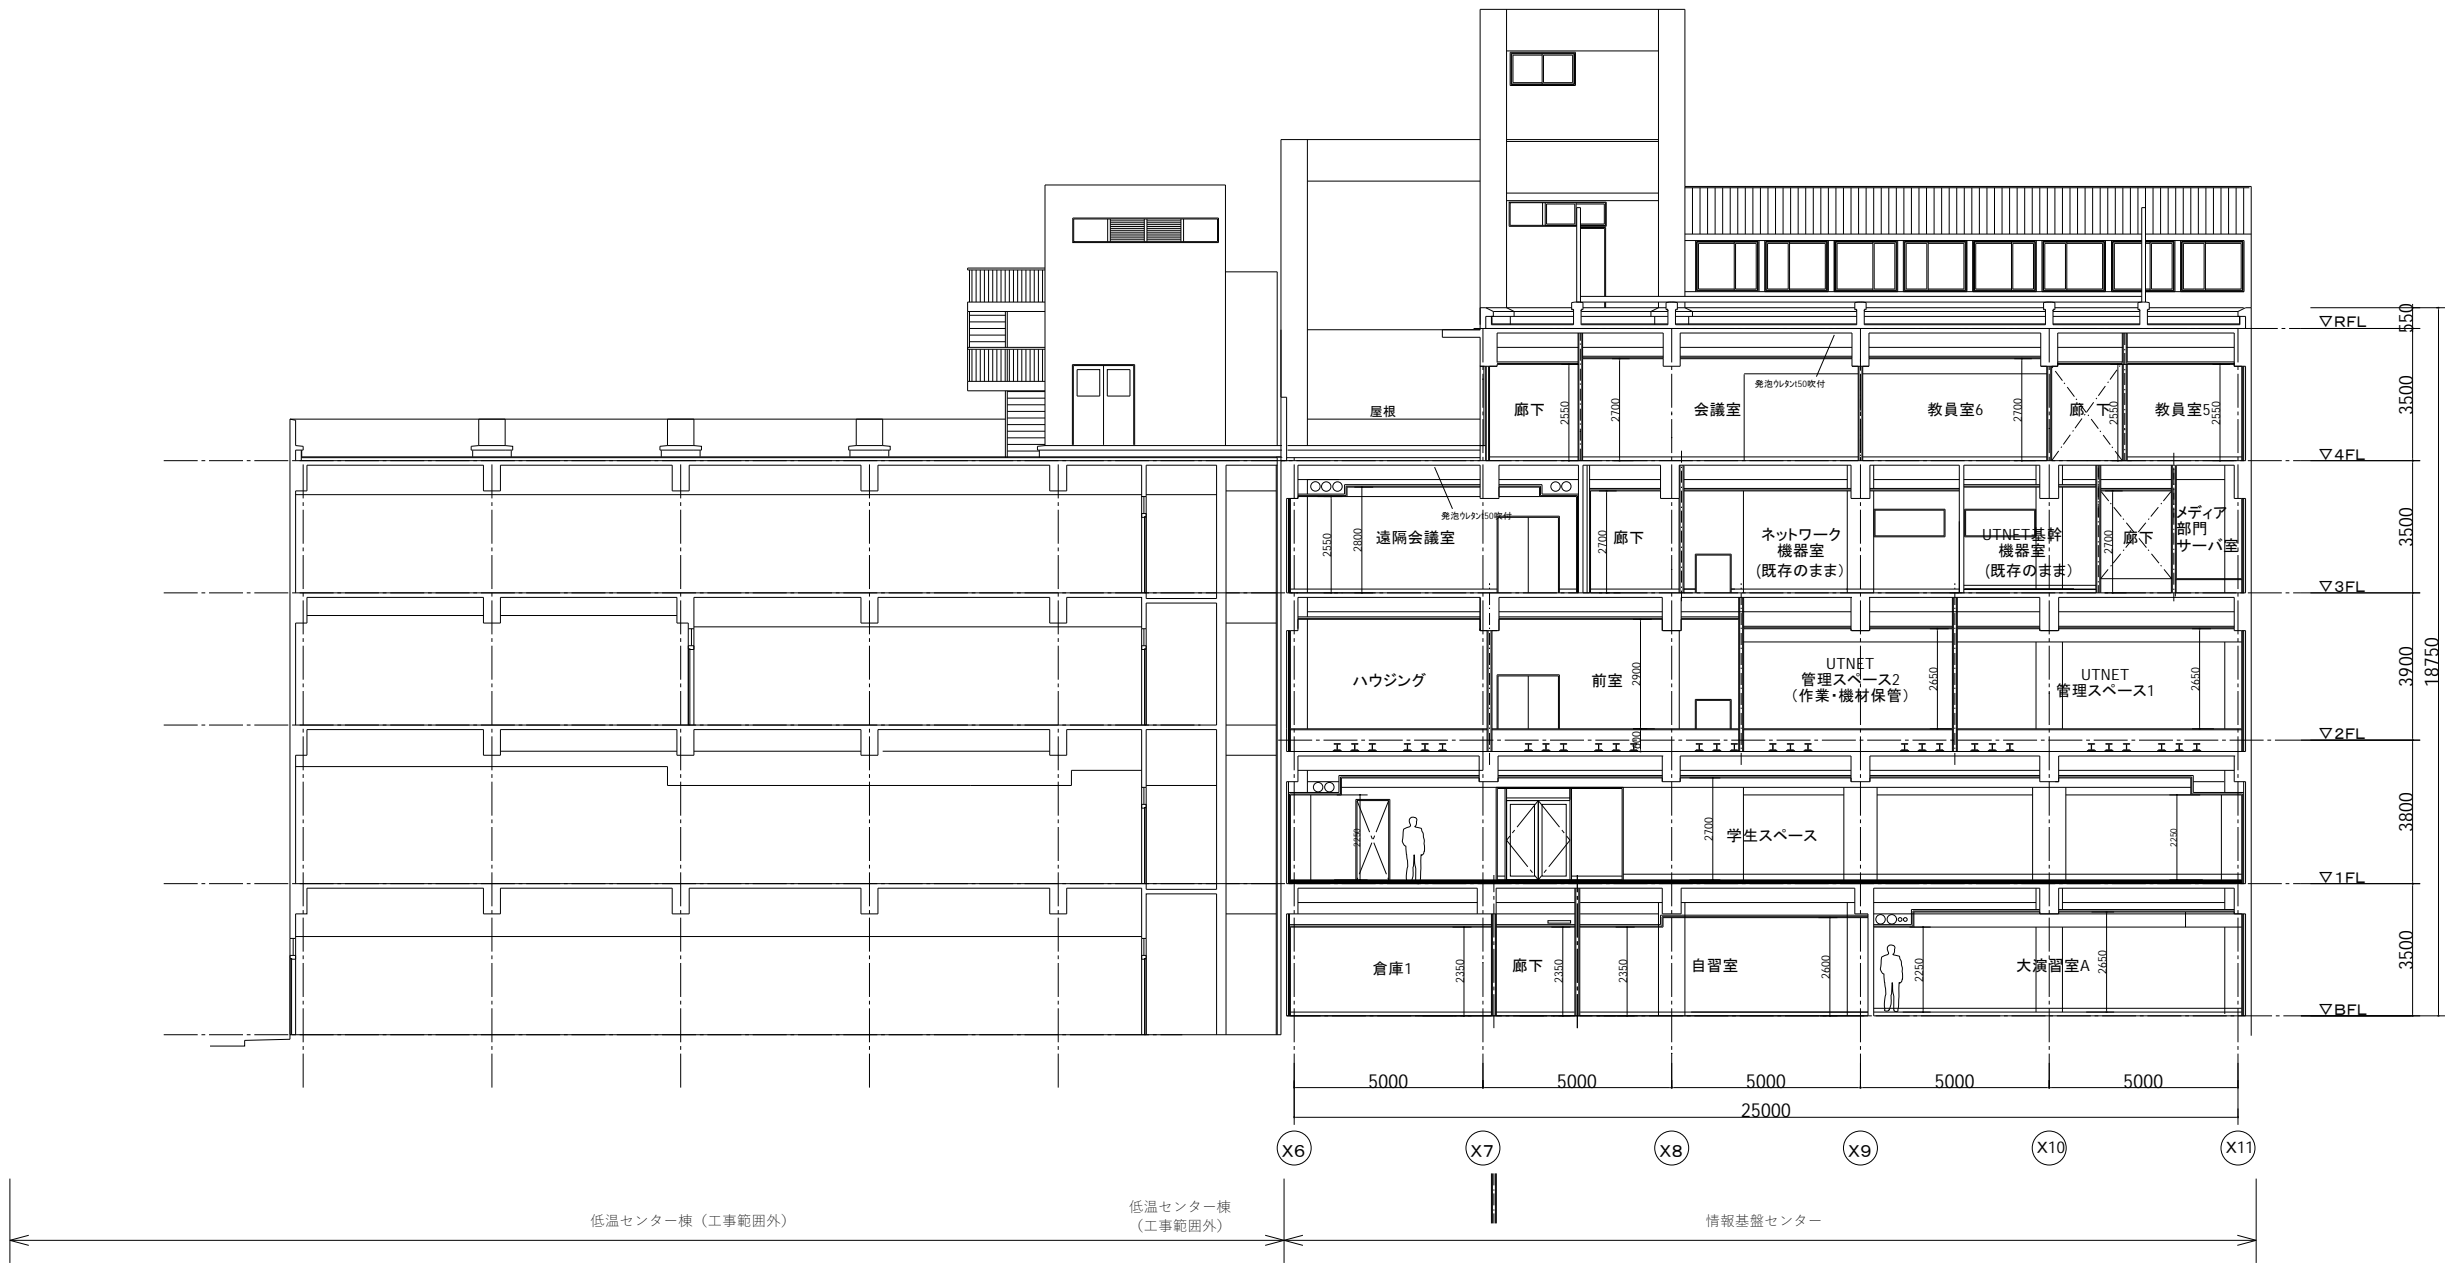 550
▽RFL
発泡ウレタンt50吹付
3500
屋根
廊下
2550
2700
会議室
教員室6
2700
廊下
2550
教員室5
2550
▽4FL
発泡ウレタンt50吹付
2550
2800
遠隔会議室
2700
廊下
ネットワーク
機器室
(既存のまま)
UTNET基幹
機器室
(既存のまま)
2700
廊下
メディア
部門
サーバ室
3500
▽3FL
ハウジング
前室
2900
UTNET
管理スペース2
(作業・機材保管)
2650
UTNET
管理スペース1
2650
3900
18750
▽2FL
2250
2700
学生スペース
2250
3800
▽1FL
倉庫1
2350
廊下
2350
2350
自習室
2600
2250
大演習室A
2650
3500
▽BFL
5000
5000
5000
5000
5000
25000
X6
X7
X8
X9
X10
X11
低温センター棟（工事範囲外）
低温センター棟
（工事範囲外）
情報基盤センター